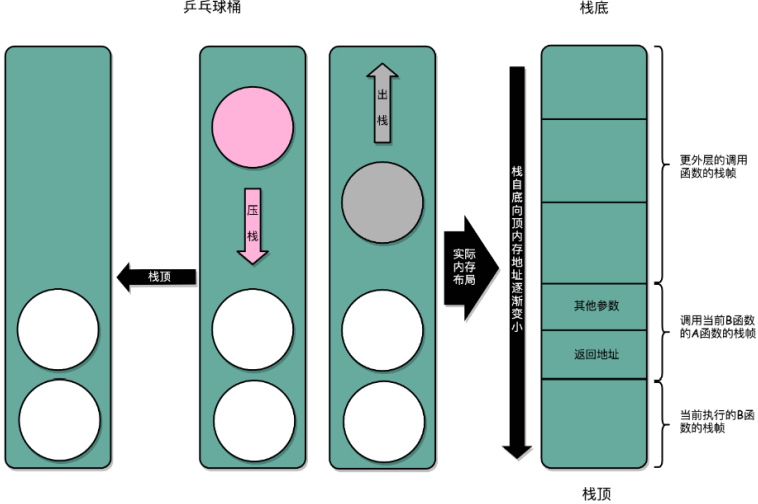 乒乓球桶
栈底
出
栈
压
栈
栈顶
实际
内存
布局
栈自底向顶内存地址逐渐变小
更外层的调用
函数的栈帧
其他参数
返回地址
调用当前B函数
的A函数的栈帧
当前执行的B函
数的栈帧
栈顶